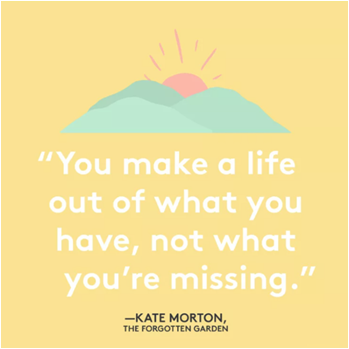 “You make a life
out of what you
have, not what
you’re missing.”
—KATE MORTON,
THE FORGOTTEN GARDEN